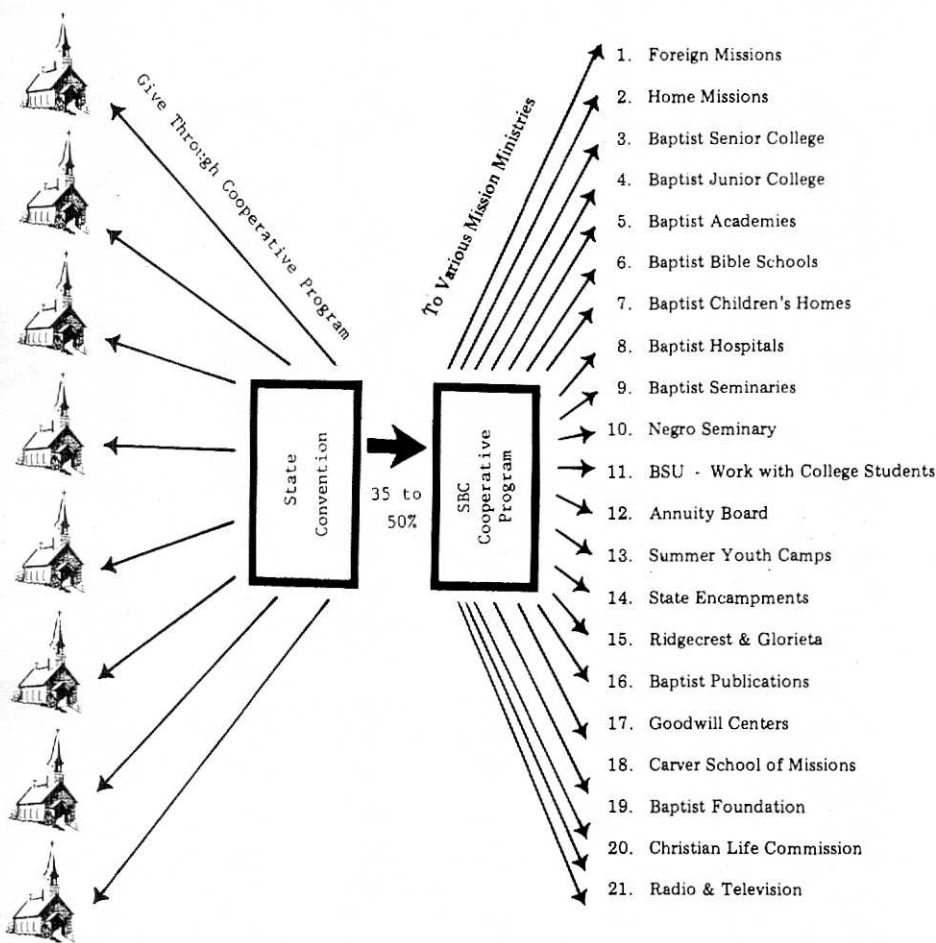 Give Through Cooperative Program
State
Convention
35 to
50%
SBC
Cooperative
Program
To Various Mission Ministries
1. Foreign Missions
2. Home Missions
3. Baptist Senior College
4. Baptist Junior College
5. Baptist Academies
6. Baptist Bible Schools
7. Baptist Children's Homes
8. Baptist Hospitals
9. Baptist Seminaries
10. Negro Seminary
11. BSU - Work with College Students
12. Annuity Board
13. Summer Youth Camps
14. State Encampments
15. Ridgecrest & Glorieta
16. Baptist Publications
17. Goodwill Centers
18. Carver School of Missions
19. Baptist Foundation
20. Christian Life Commission
21. Radio & Television